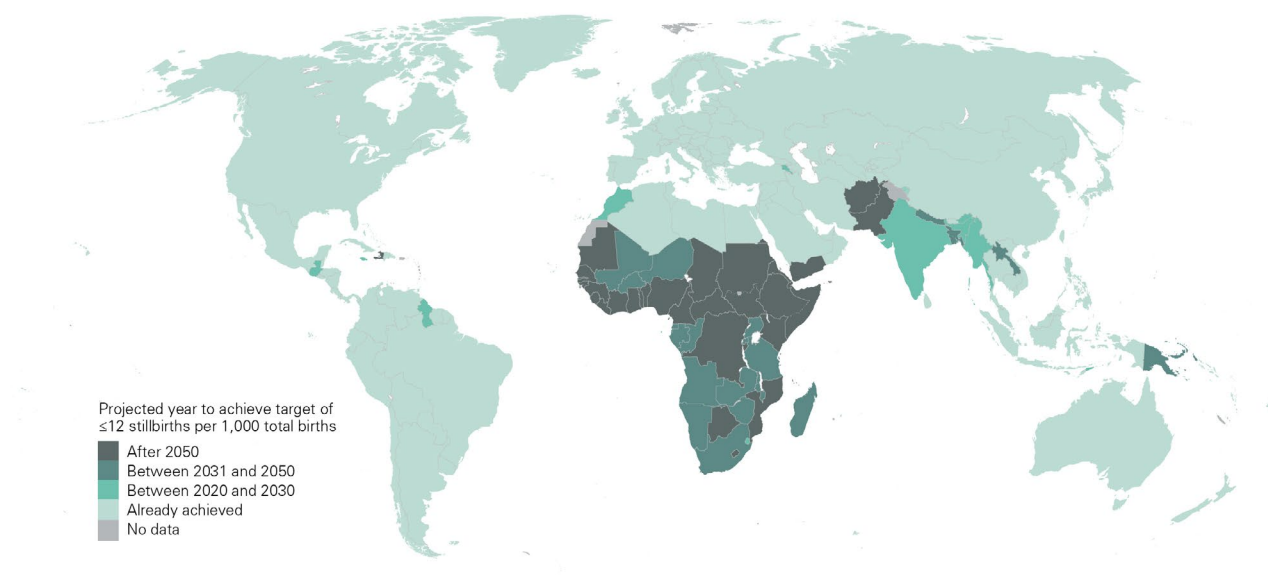 Projected year to achieve target of
≤12 stillbirths per 1,000 total births
After 2050
Between 2031 and 2050
Between 2020 and 2030
Already achieved
No data